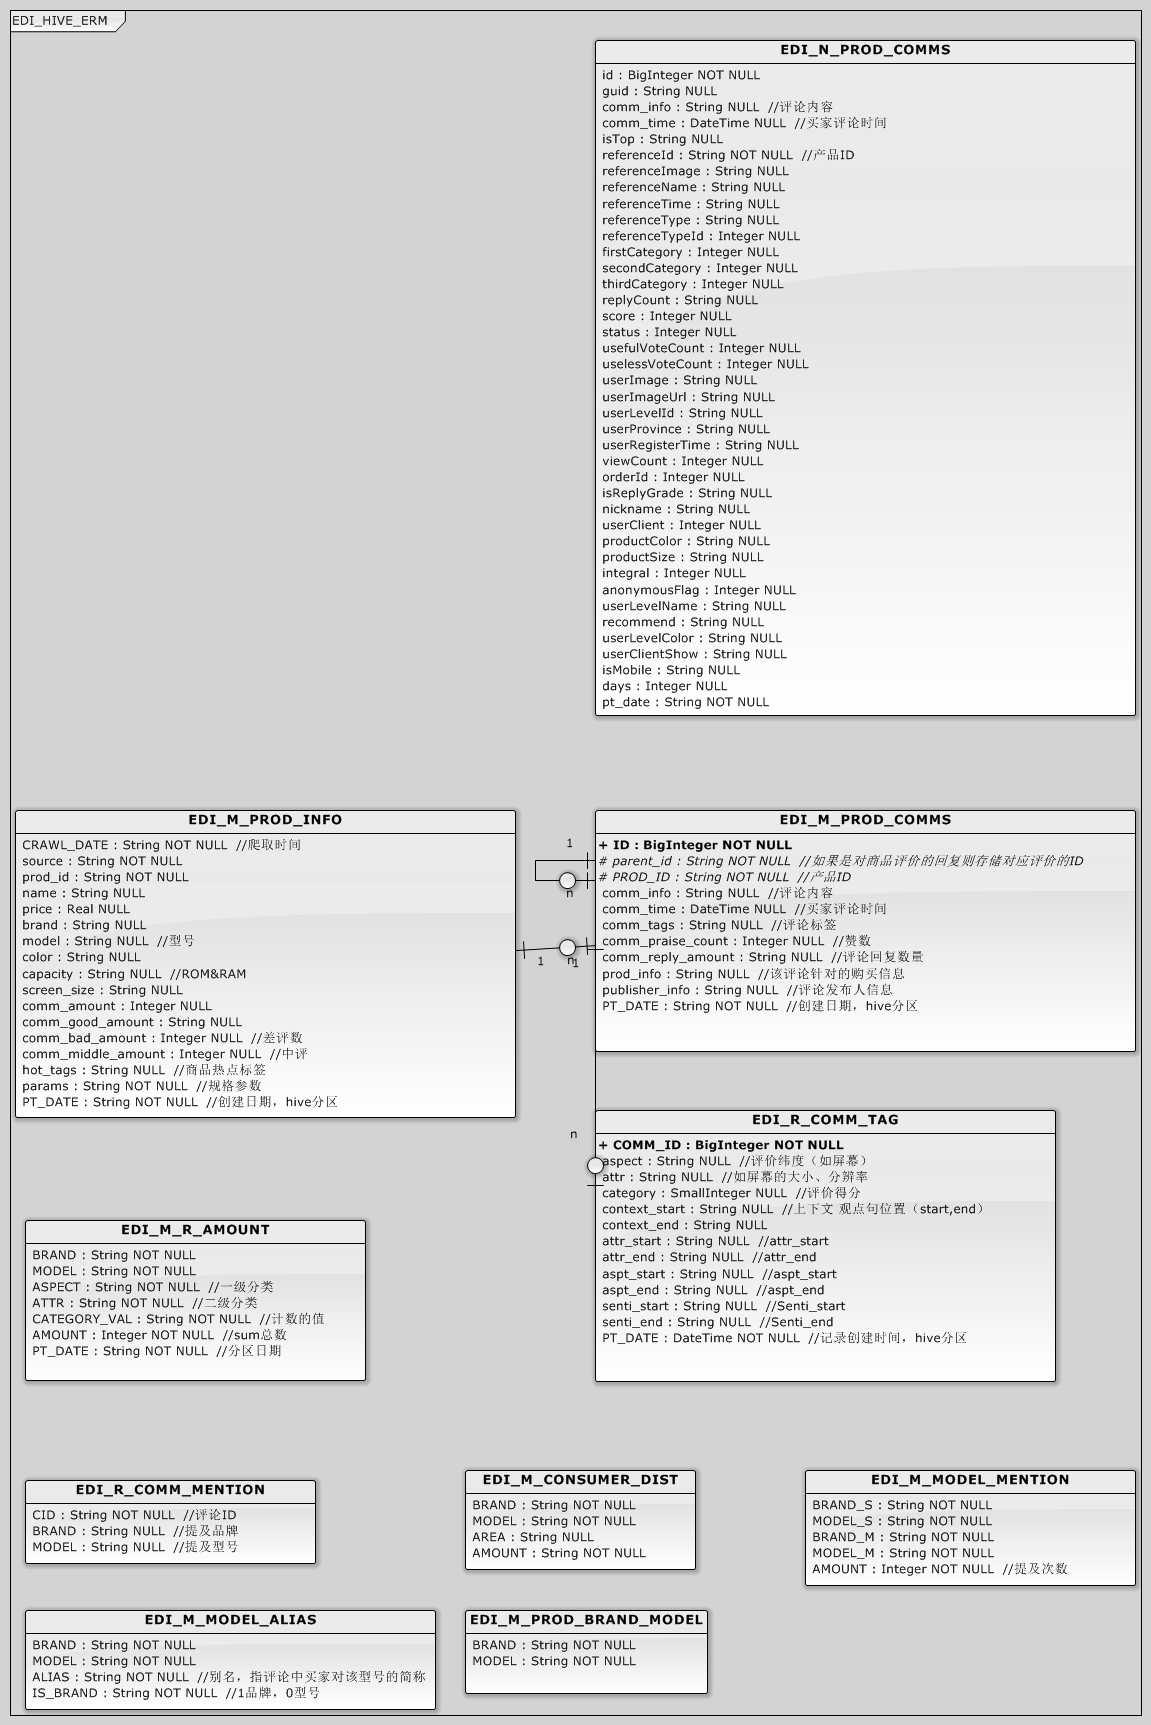 EDI_HIVE_ERM
EDI_N_PROD_COMMS
id : BigInteger NOT NULL
guid : String NULL
comm_info : String NULL  //评论内容
comm_time : DateTime NULL  //买家评论时间
isTop : String NULL
referenceId : String NOT NULL  //产品ID
referenceImage : String NULL
referenceName : String NULL
referenceTime : String NULL
referenceType : String NULL
referenceTypeId : Integer NULL
firstCategory : Integer NULL
secondCategory : Integer NULL
thirdCategory : Integer NULL
replyCount : String NULL
score : Integer NULL
status : Integer NULL
usefulVoteCount : Integer NULL
uselessVoteCount : Integer NULL
userImage : String NULL
userImageUrl : String NULL
userLevelId : String NULL
userProvince : String NULL
userRegisterTime : String NULL
viewCount : Integer NULL
orderId : Integer NULL
isReplyGrade : String NULL
nickname : String NULL
userClient : Integer NULL
productColor : String NULL
productSize : String NULL
integral : Integer NULL
anonymousFlag : Integer NULL
userLevelName : String NULL
recommend : String NULL
userLevelColor : String NULL
userClientShow : String NULL
isMobile : String NULL
days : Integer NULL
pt_date : String NOT NULL
EDI_M_PROD_INFO
CRAWL_DATE : String NOT NULL  //爬取时间
source : String NOT NULL
prod_id : String NOT NULL
name : String NULL
price : Real NULL
brand : String NULL
model : String NULL  //型号
color : String NULL
capacity : String NULL  //ROM&RAM
screen_size : String NULL
comm_amount : Integer NULL
comm_good_amount : String NULL
comm_bad_amount : Integer NULL  //差评数
comm_middle_amount : Integer NULL  //中评
hot_tags : String NULL  //商品热点标签
params : String NOT NULL  //规格参数
PT_DATE : String NOT NULL  //创建日期，hive分区
1
n
1
n
1
EDI_M_PROD_COMMS
+ ID : BigInteger NOT NULL
# parent_id : String NOT NULL  //如果是对商品评价的回复则存储对应评价的ID
# PROD_ID : String NOT NULL  //产品ID
comm_info : String NULL  //评论内容
comm_time : DateTime NULL  //买家评论时间
comm_tags : String NULL  //评论标签
comm_praise_count : Integer NULL  //赞数
comm_reply_amount : String NULL  //评论回复数量
prod_info : String NULL  //该评论针对的购买信息
publisher_info : String NULL  //评论发布人信息
PT_DATE : String NOT NULL  //创建日期，hive分区
n
EDI_R_COMM_TAG
+ COMM_ID : BigInteger NOT NULL
aspect : String NULL  //评价纬度（如屏幕）
attr : String NULL  //如屏幕的大小、分辨率
category : SmallInteger NULL  //评价得分
context_start : String NULL  //上下文 观点句位置（start,end）
context_end : String NULL
attr_start : String NULL  //attr_start
attr_end : String NULL  //attr_end
aspt_start : String NULL  //aspt_start
aspt_end : String NULL  //aspt_end
senti_start : String NULL  //Senti_start
senti_end : String NULL  //Senti_end
PT_DATE : DateTime NOT NULL  //记录创建时间，hive分区
EDI_M_R_AMOUNT
BRAND : String NOT NULL
MODEL : String NOT NULL
ASPECT : String NOT NULL  //一级分类
ATTR : String NOT NULL  //二级分类
CATEGORY_VAL : String NOT NULL  //计数的值
AMOUNT : Integer NOT NULL  //sum总数
PT_DATE : String NOT NULL  //分区日期
EDI_R_COMM_MENTION
CID : String NOT NULL  //评论ID
BRAND : String NULL  //提及品牌
MODEL : String NULL  //提及型号
EDI_M_CONSUMER_DIST
BRAND : String NOT NULL
MODEL : String NOT NULL
AREA : String NULL
AMOUNT : String NOT NULL
EDI_M_MODEL_MENTION
BRAND_S : String NOT NULL
MODEL_S : String NOT NULL
BRAND_M : String NOT NULL
MODEL_M : String NOT NULL
AMOUNT : Integer NOT NULL  //提及次数
EDI_M_MODEL_ALIAS
BRAND : String NOT NULL
MODEL : String NOT NULL
ALIAS : String NOT NULL  //别名，指评论中买家对该型号的简称
IS_BRAND : String NOT NULL  //1品牌，0型号
EDI_M_PROD_BRAND_MODEL
BRAND : String NOT NULL
MODEL : String NOT NULL